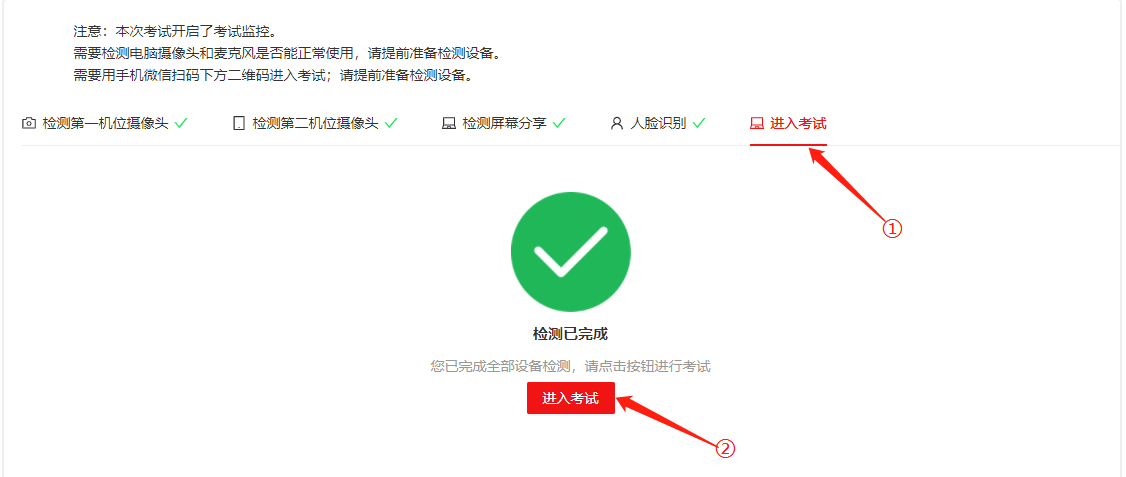 注意：本次考试开启了考试监控。
需要检测电脑摄像头和麦克风是否能正常使用，请提前准备检测设备。
需要用手机微信扫码下方二维码进入考试；请提前准备检测设备。
检测第一机位摄像头 检测第二机位摄像头 检测屏幕分享 人脸识别 进入考试
①
检测已完成
您已完成全部设备检测，请点击按钮进行考试
进入考试
②